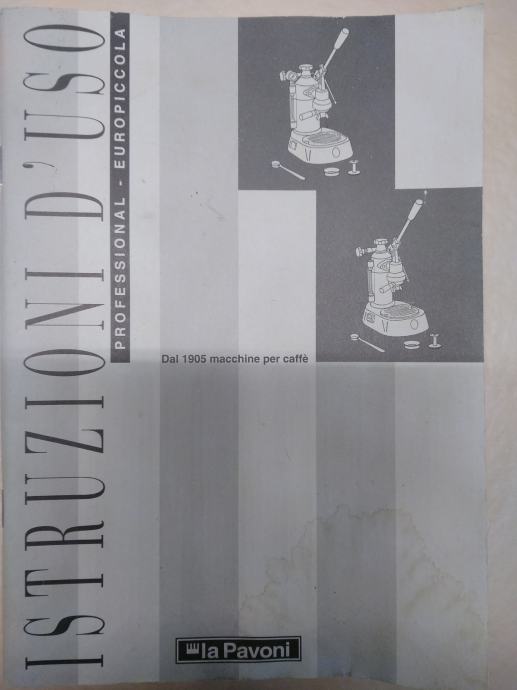 ISTRUZIONI D'USO
PROFESSIONAL - EUROPICCOLA
Dal 1905 macchine per caffè
la Pavoni